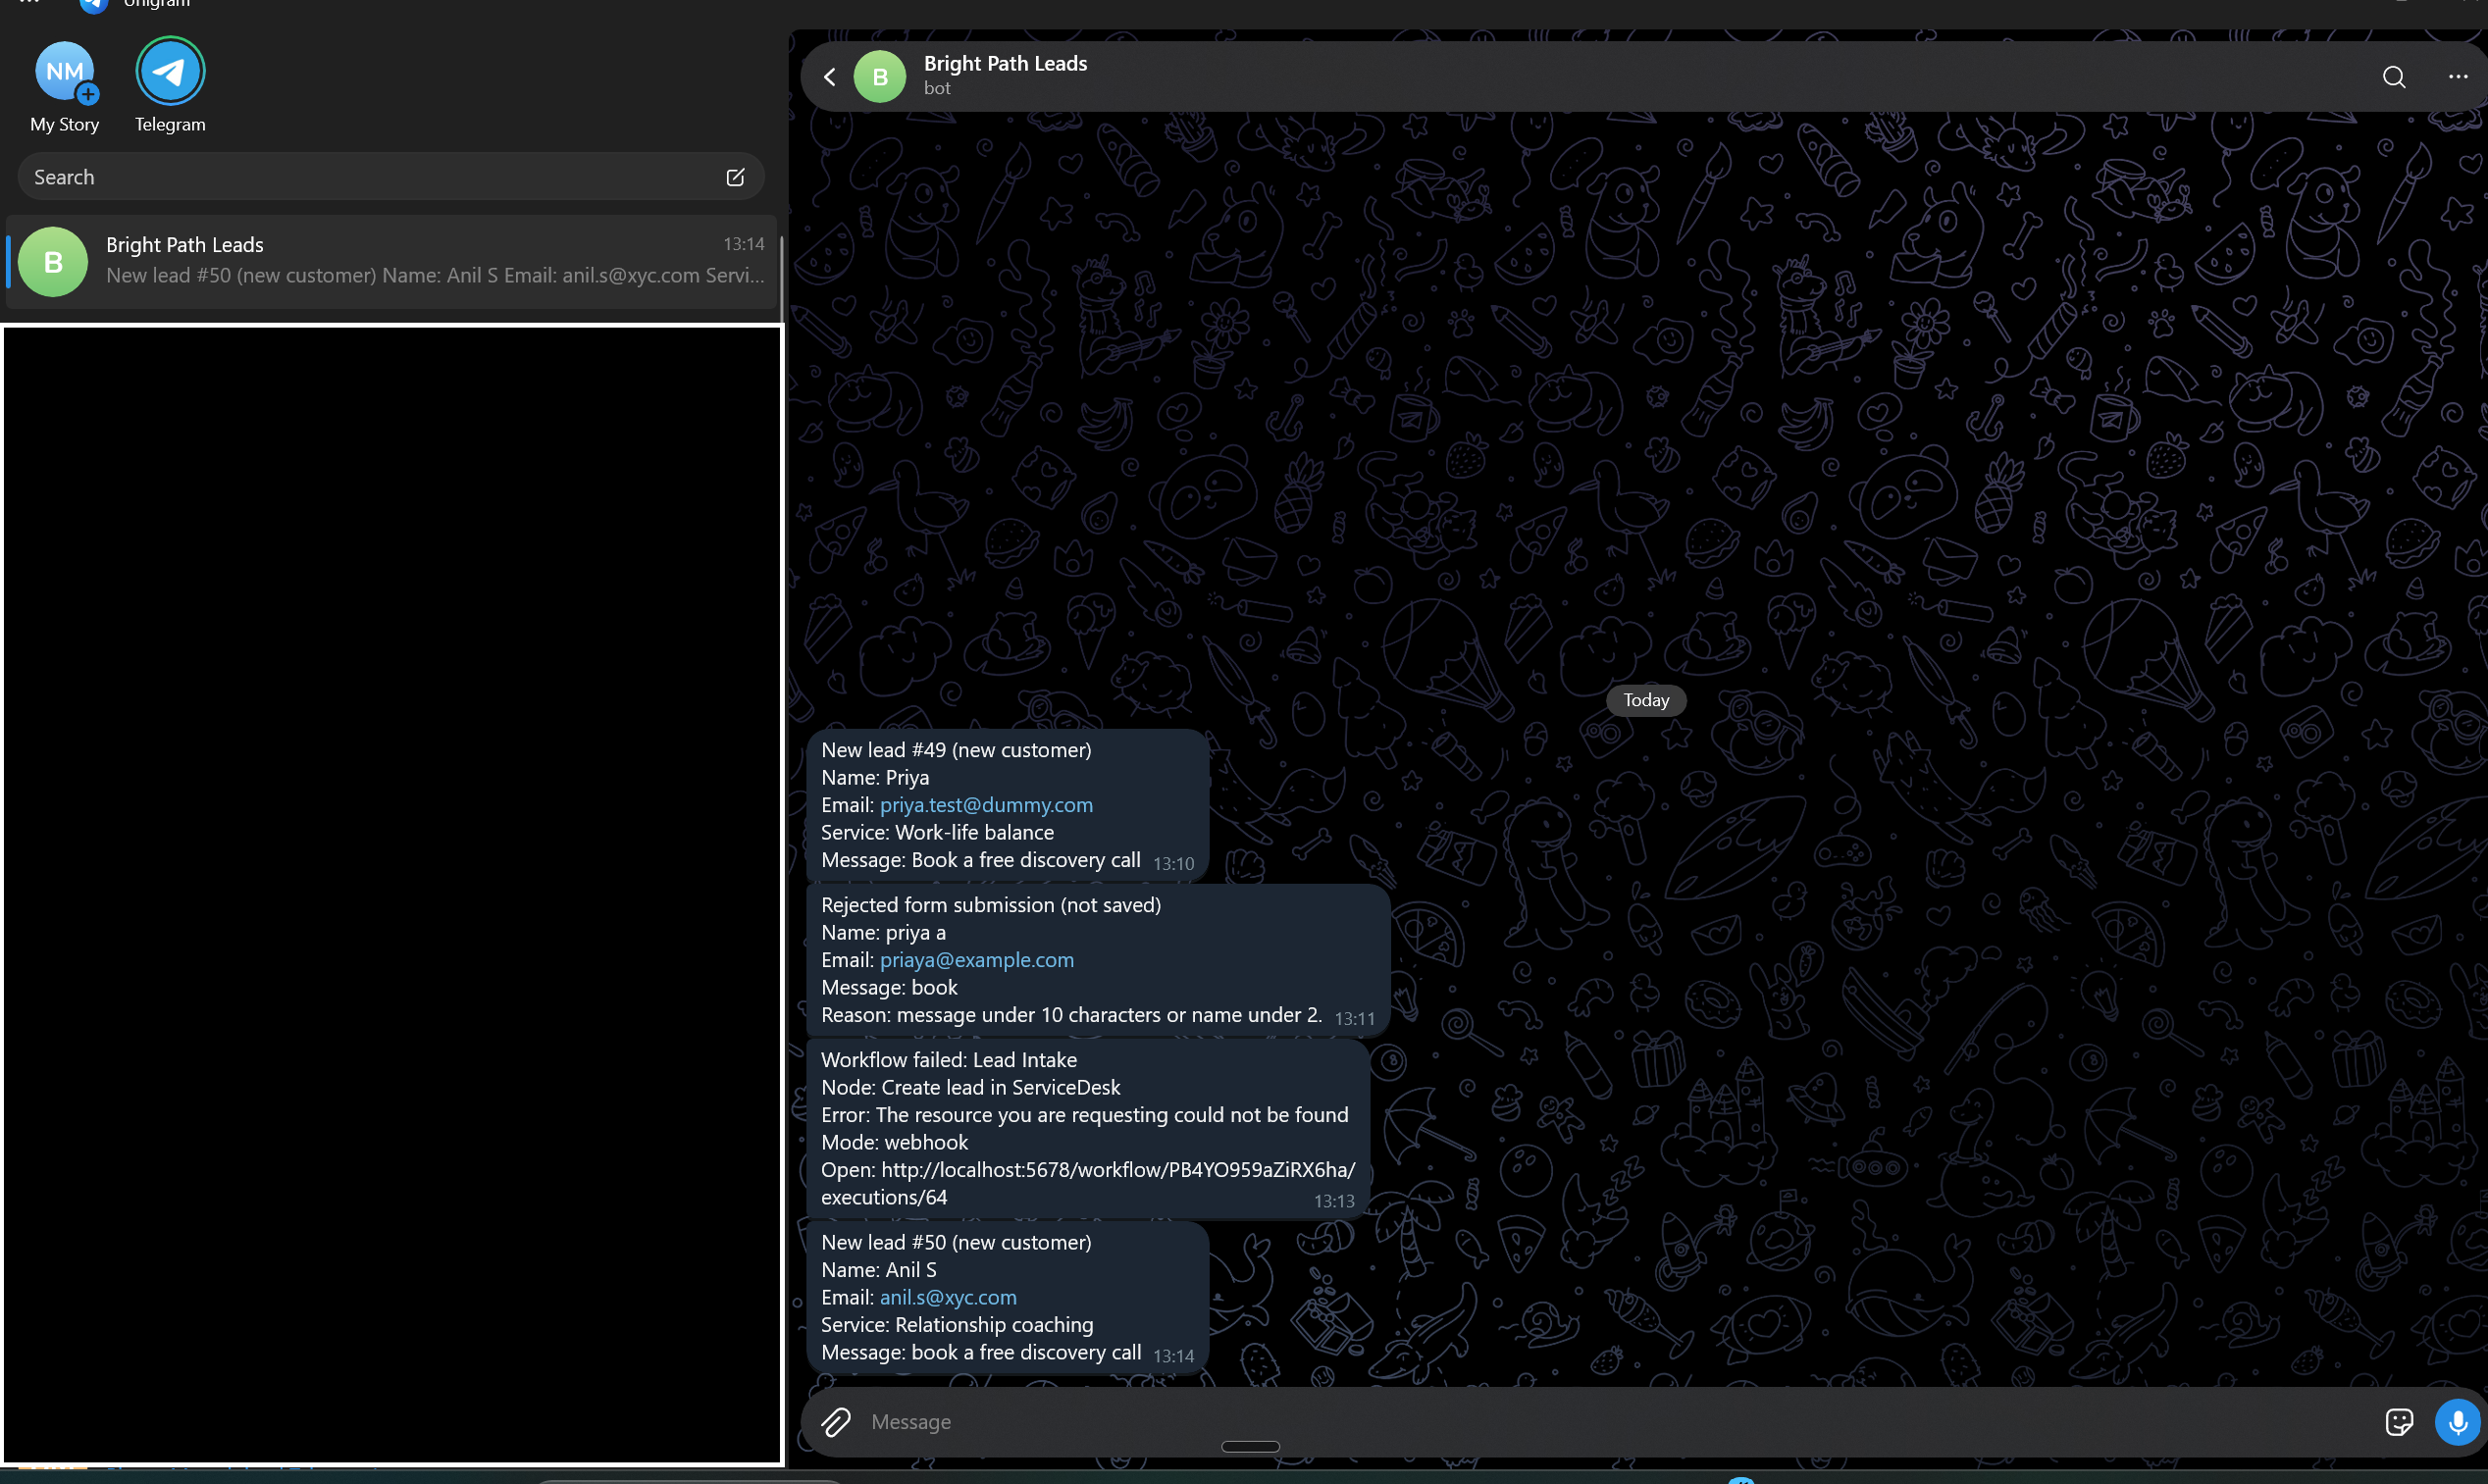 Unigram
NM
My Story
Telegram
Search
B
Bright Path Leads
13:14
New lead #50 (new customer) Name: Anil S Email: anil.s@xyc.com Servi...
B
Bright Path Leads
bot
Today
New lead #49 (new customer)
Name: Priya
Email: priya.test@dummy.com
Service: Work-life balance
Message: Book a free discovery call 13:10
Rejected form submission (not saved)
Name: priya a
Email: priaya@example.com
Message: book
Reason: message under 10 characters or name under 2. 13:11
Workflow failed: Lead Intake
Node: Create lead in ServiceDesk
Error: The resource you are requesting could not be found
Mode: webhook
Open: http://localhost:5678/workflow/PB4YO959aZiRX6ha/
executions/64 13:13
New lead #50 (new customer)
Name: Anil S
Email: anil.s@xyc.com
Service: Relationship coaching
Message: book a free discovery call 13:14
Message